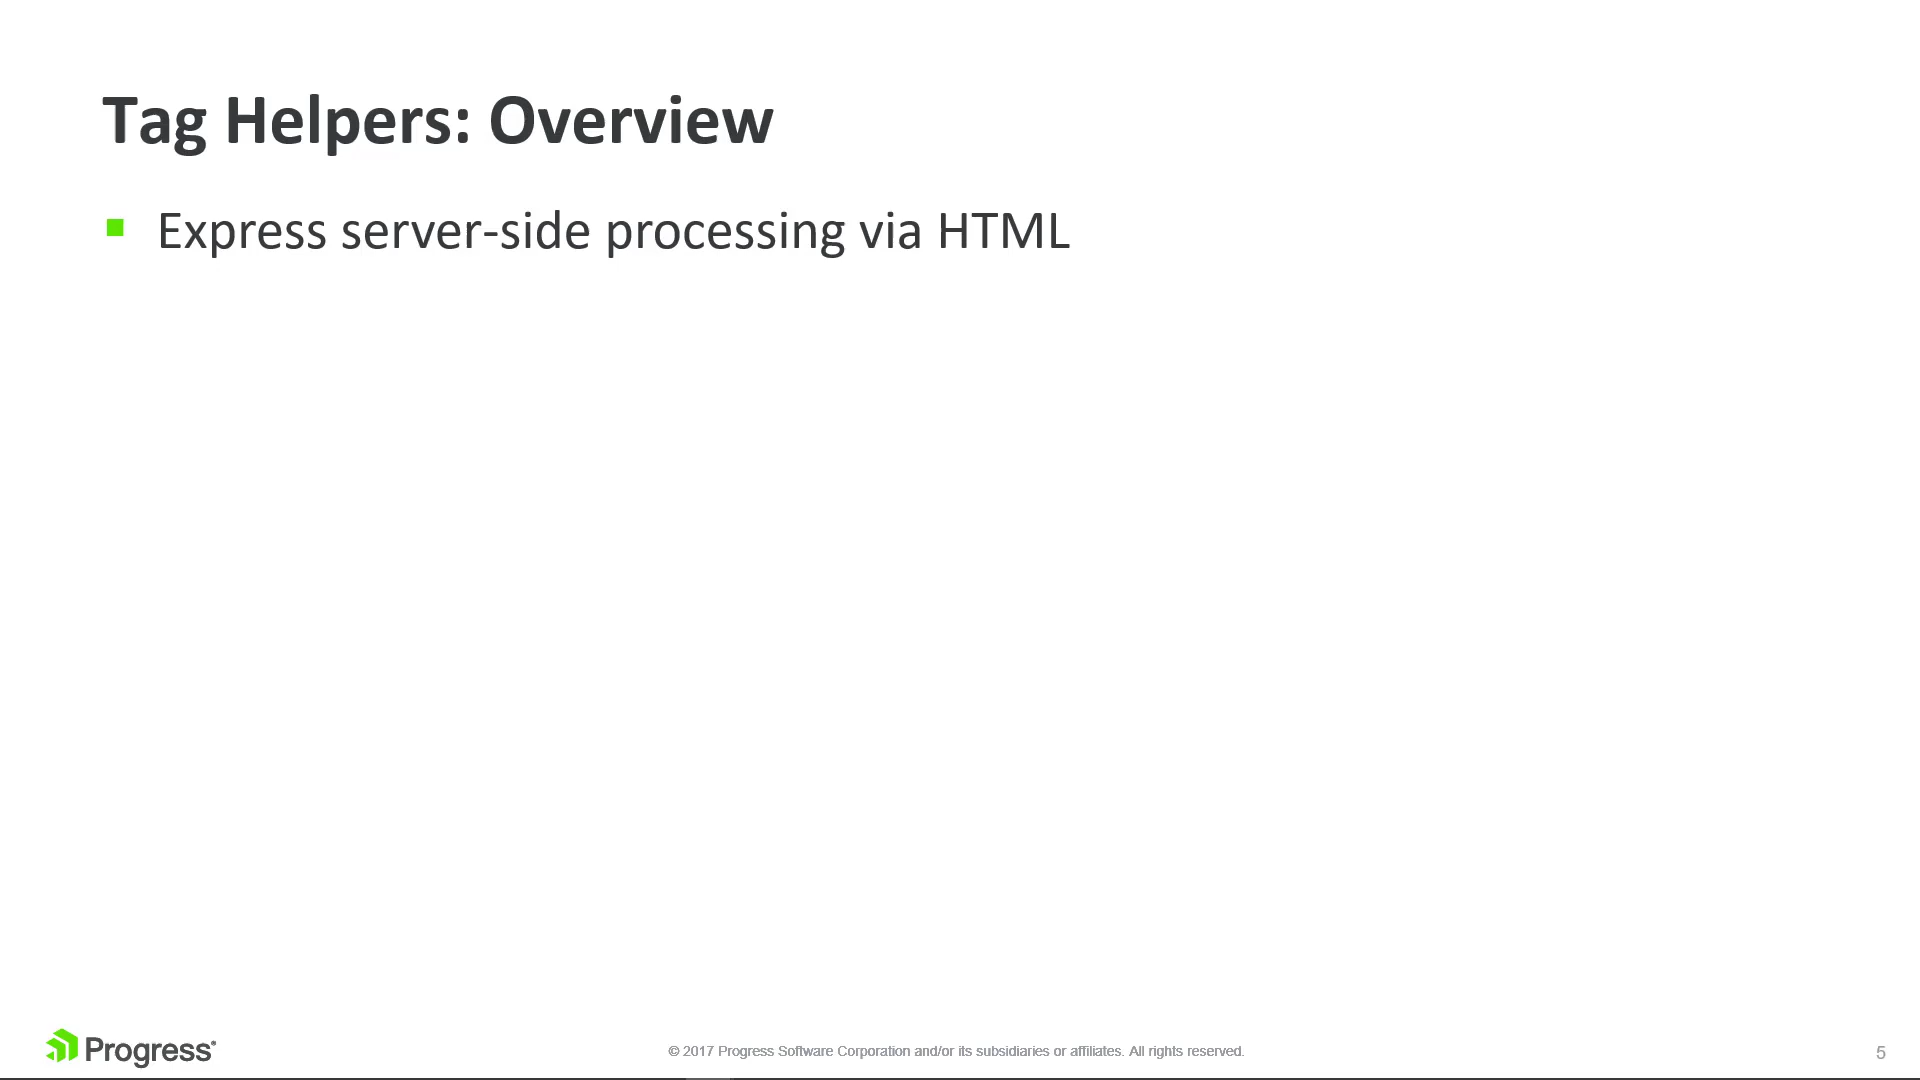 Tag Helpers: Overview
Express server-side processing via HTML
Progress®
© 2017 Progress Software Corporation and/or its subsidiaries or affiliates. All rights reserved.
5